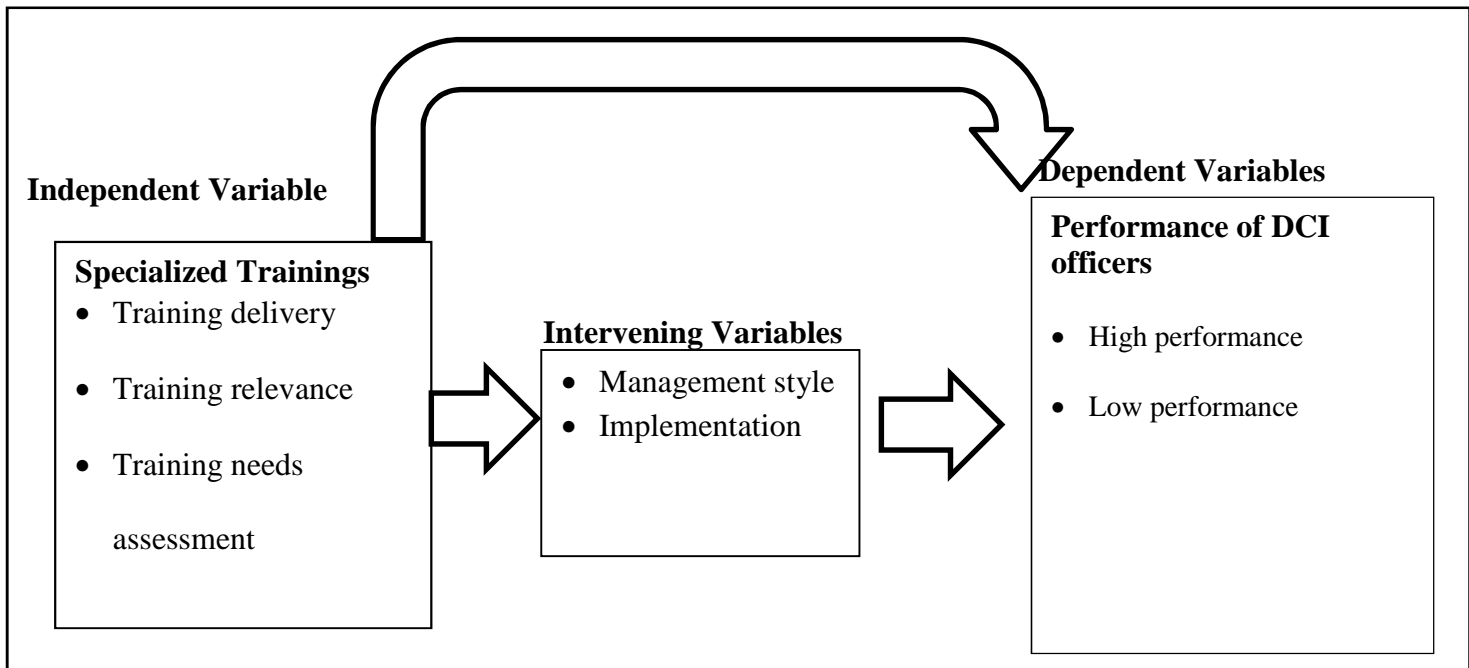 Independent Variable
Specialized Trainings
• Training delivery
• Training relevance
• Training needs
assessment
Intervening Variables
• Management style
• Implementation
Dependent Variables
Performance of DCI
officers
• High performance
• Low performance